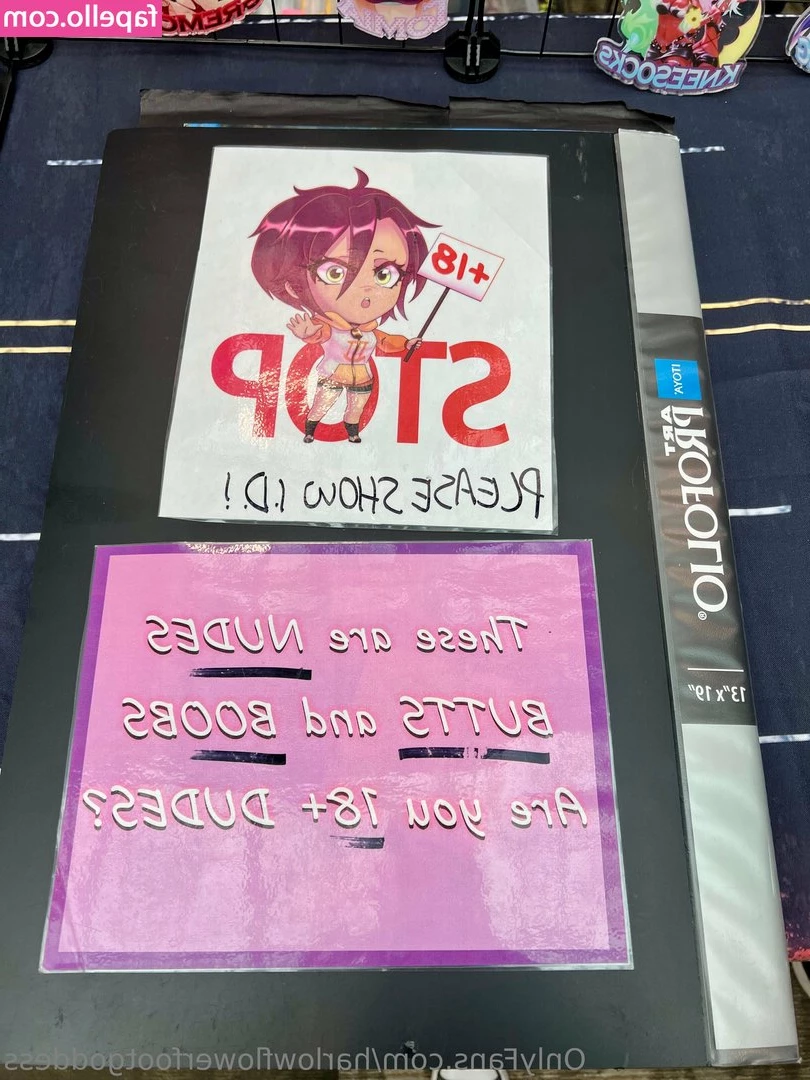 fapello.com
KNEESOCKS
18+
STOP
PLEASE SHOW I.D.!
ITOYA
ART
PROFOLIO®
13" x 19"
These are NUDES
BUTTS and BOOBS
Are you 18+ DUDES?
OnlyFans.com/harlowflowerfootgoddess